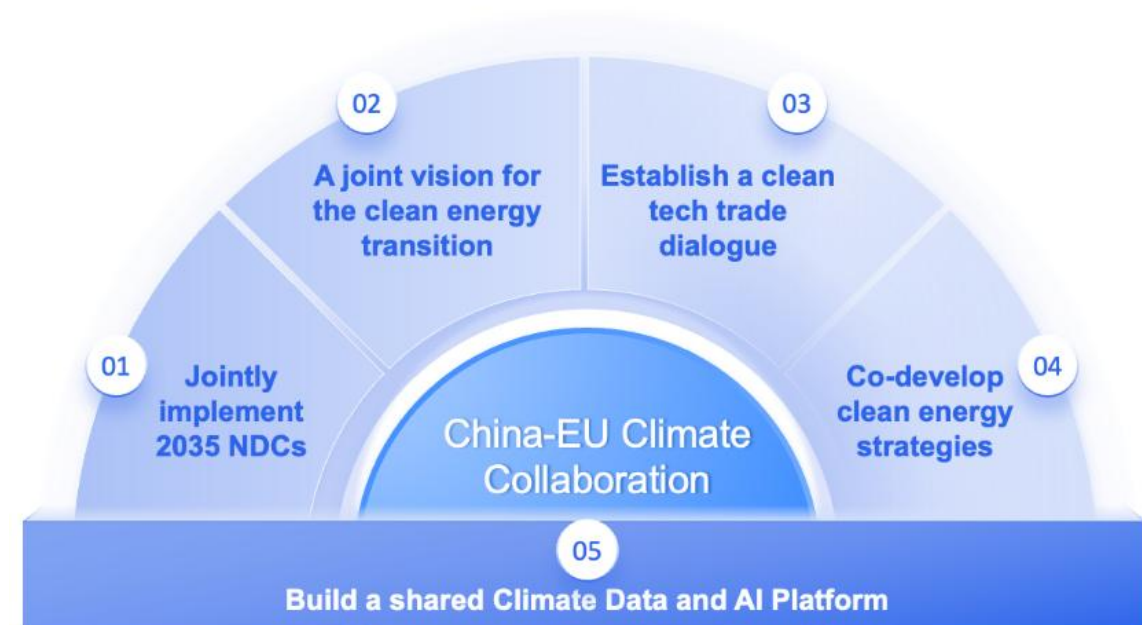 01
Jointly
implement
2035 NDCs
02
A joint vision for
the clean energy
transition
03
Establish a clean
tech trade
dialogue
04
Co-develop
clean energy
strategies
China-EU Climate
Collaboration
05
Build a shared Climate Data and AI Platform